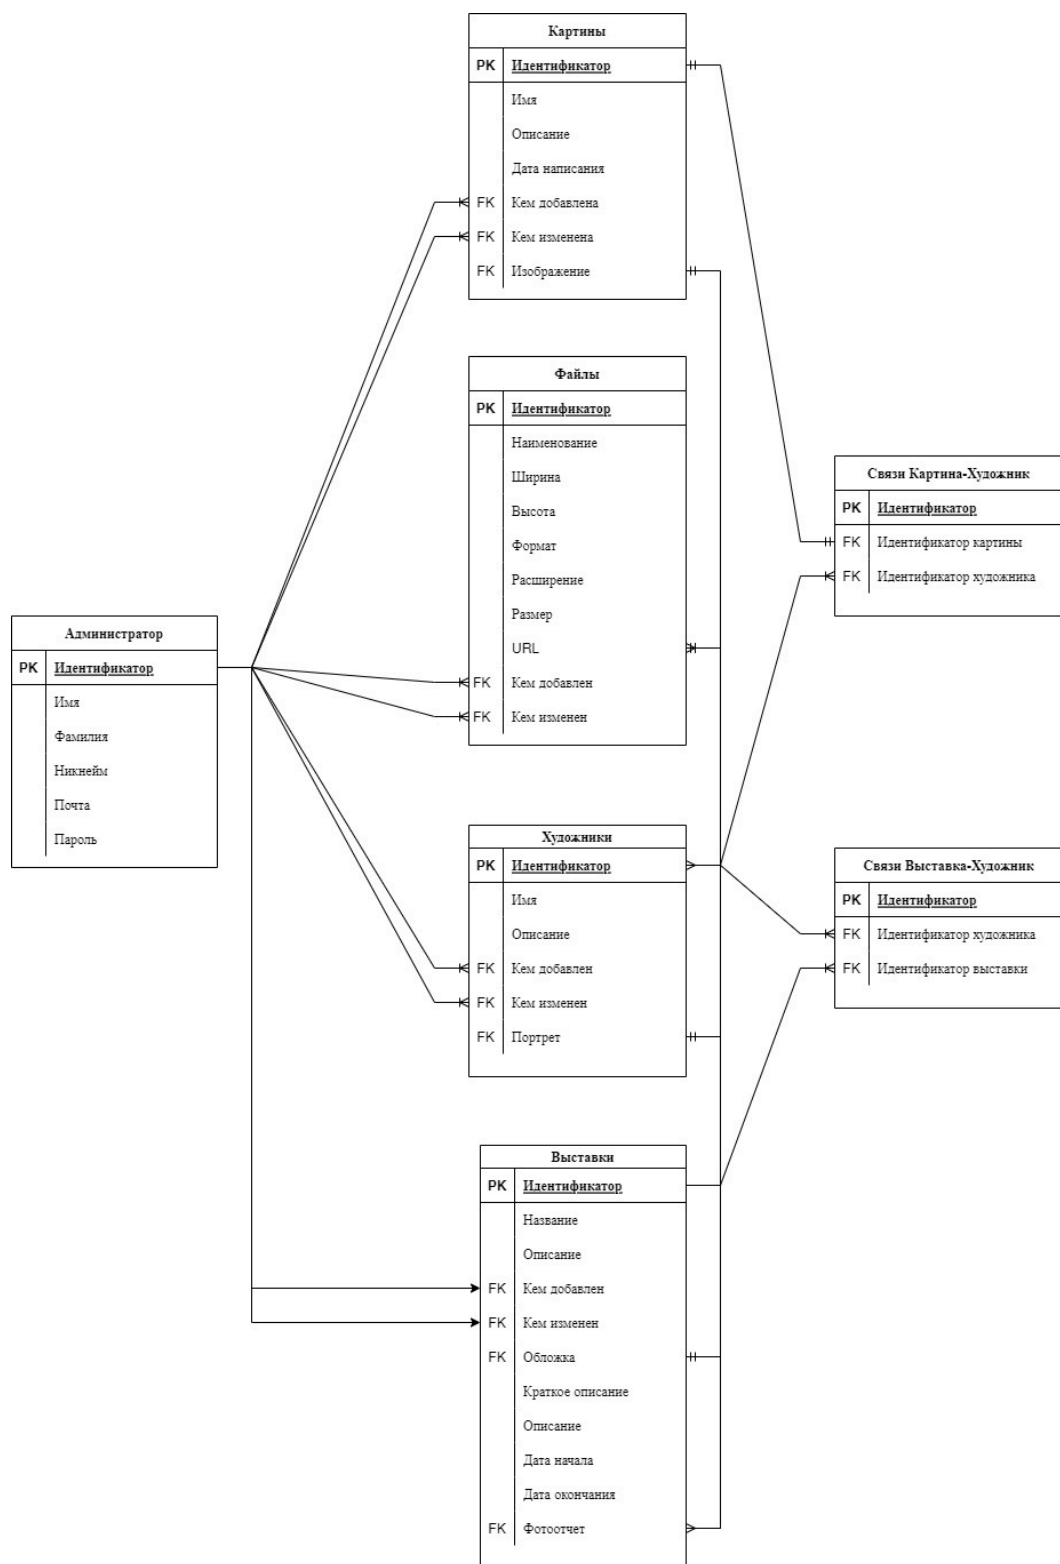 Картины
PK Идентификатор
Имя
Описание
Дата написания
FK Кем добавлена
FK Кем изменена
FK Изображение
Файлы
PK Идентификатор
Наименование
Ширина
Высота
Формат
Расширение
Размер
URL
FK Кем добавлен
FK Кем изменен
Связи Картина-Художник
PK Идентификатор
FK Идентификатор картины
FK Идентификатор художника
Администратор
PK Идентификатор
Имя
Фамилия
Никнейм
Почта
Пароль
Художники
PK Идентификатор
Имя
Описание
FK Кем добавлен
FK Кем изменен
FK Портрет
Связи Выставка-Художник
PK Идентификатор
FK Идентификатор художника
FK Идентификатор выставки
Выставки
PK Идентификатор
Название
Описание
FK Кем добавлен
FK Кем изменен
FK Обложка
Краткое описание
Описание
Дата начала
Дата окончания
FK Фотоотчет